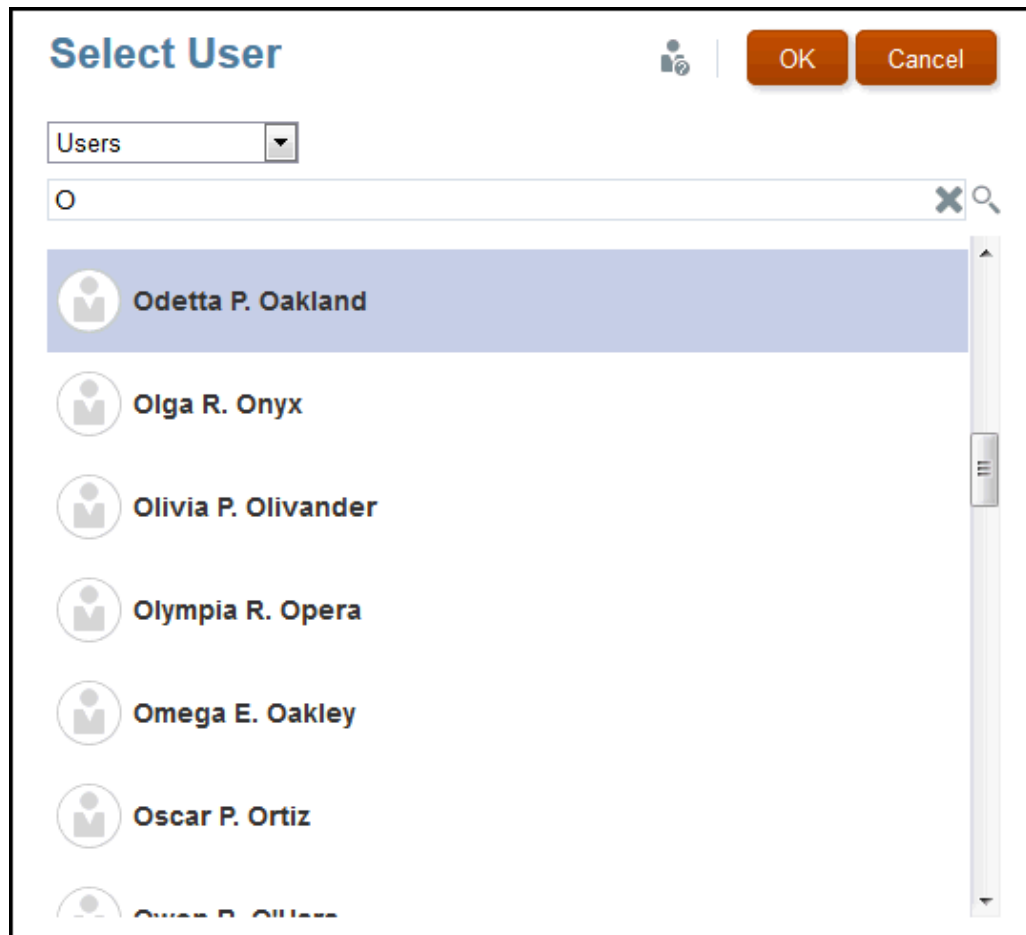 Select User
OK Cancel
Users
O
Odetta P. Oakland
Olga R. Onyx
Olivia P. Olivander
Olympia R. Opera
Omega E. Oakley
Oscar P. Ortiz